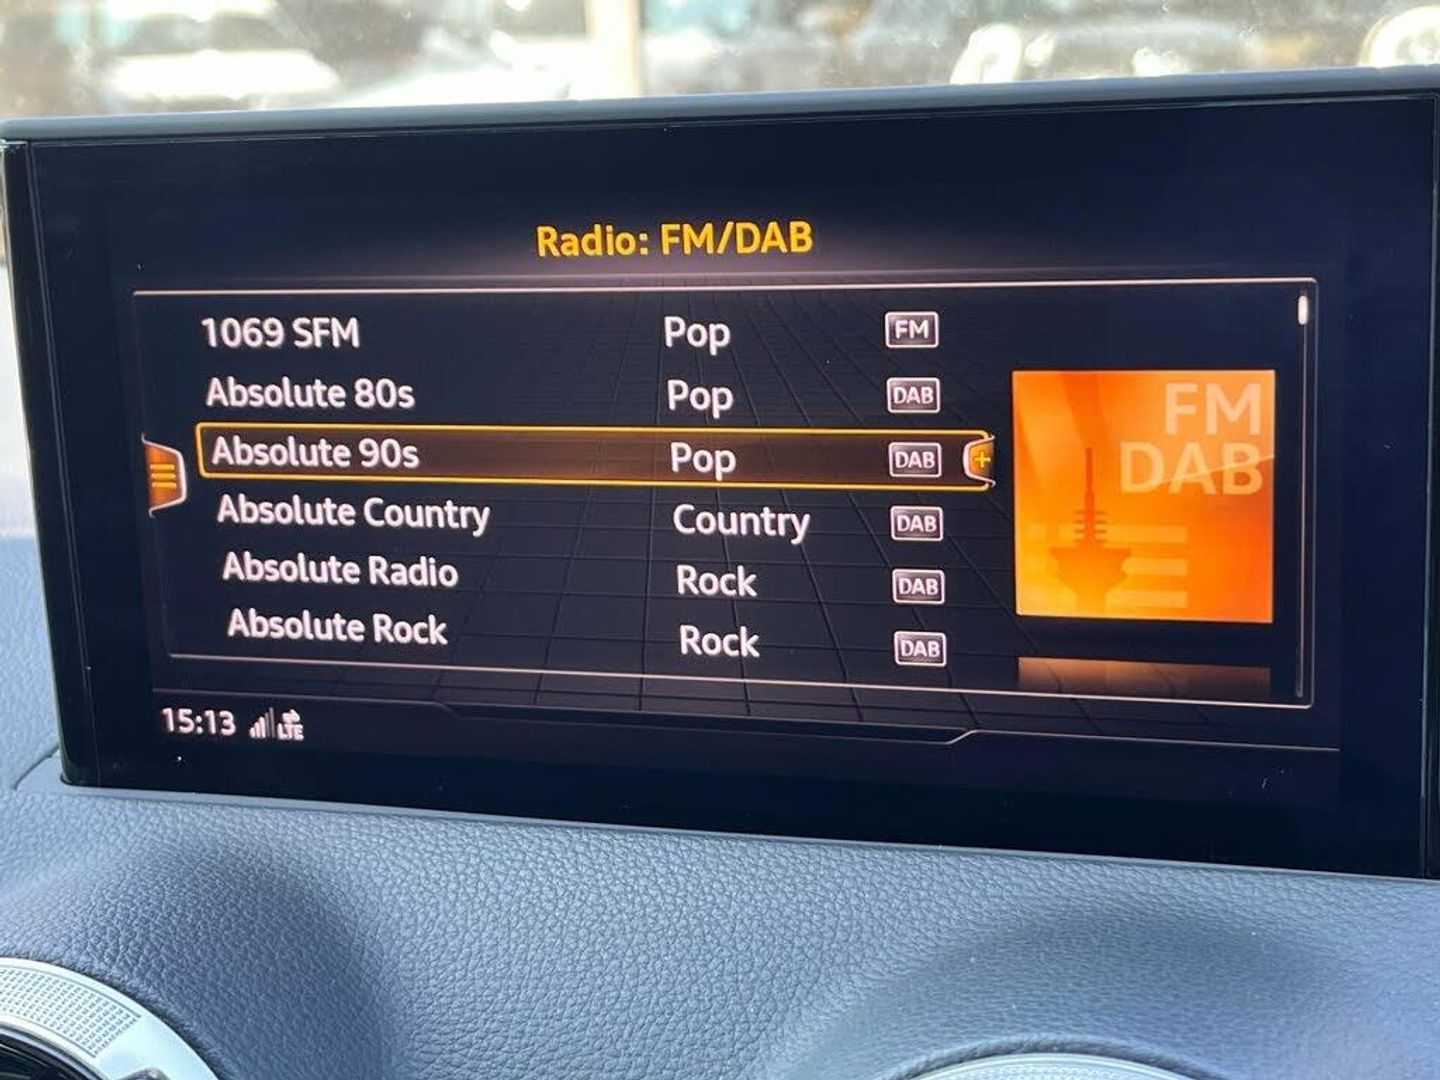 Radio: FM/DAB
1069 SFM Pop FM
Absolute 80s Pop DAB
Absolute 90s Pop DAB +
Absolute Country Country DAB
Absolute Radio Rock DAB
Absolute Rock Rock DAB
FM
DAB
15:13 LTE